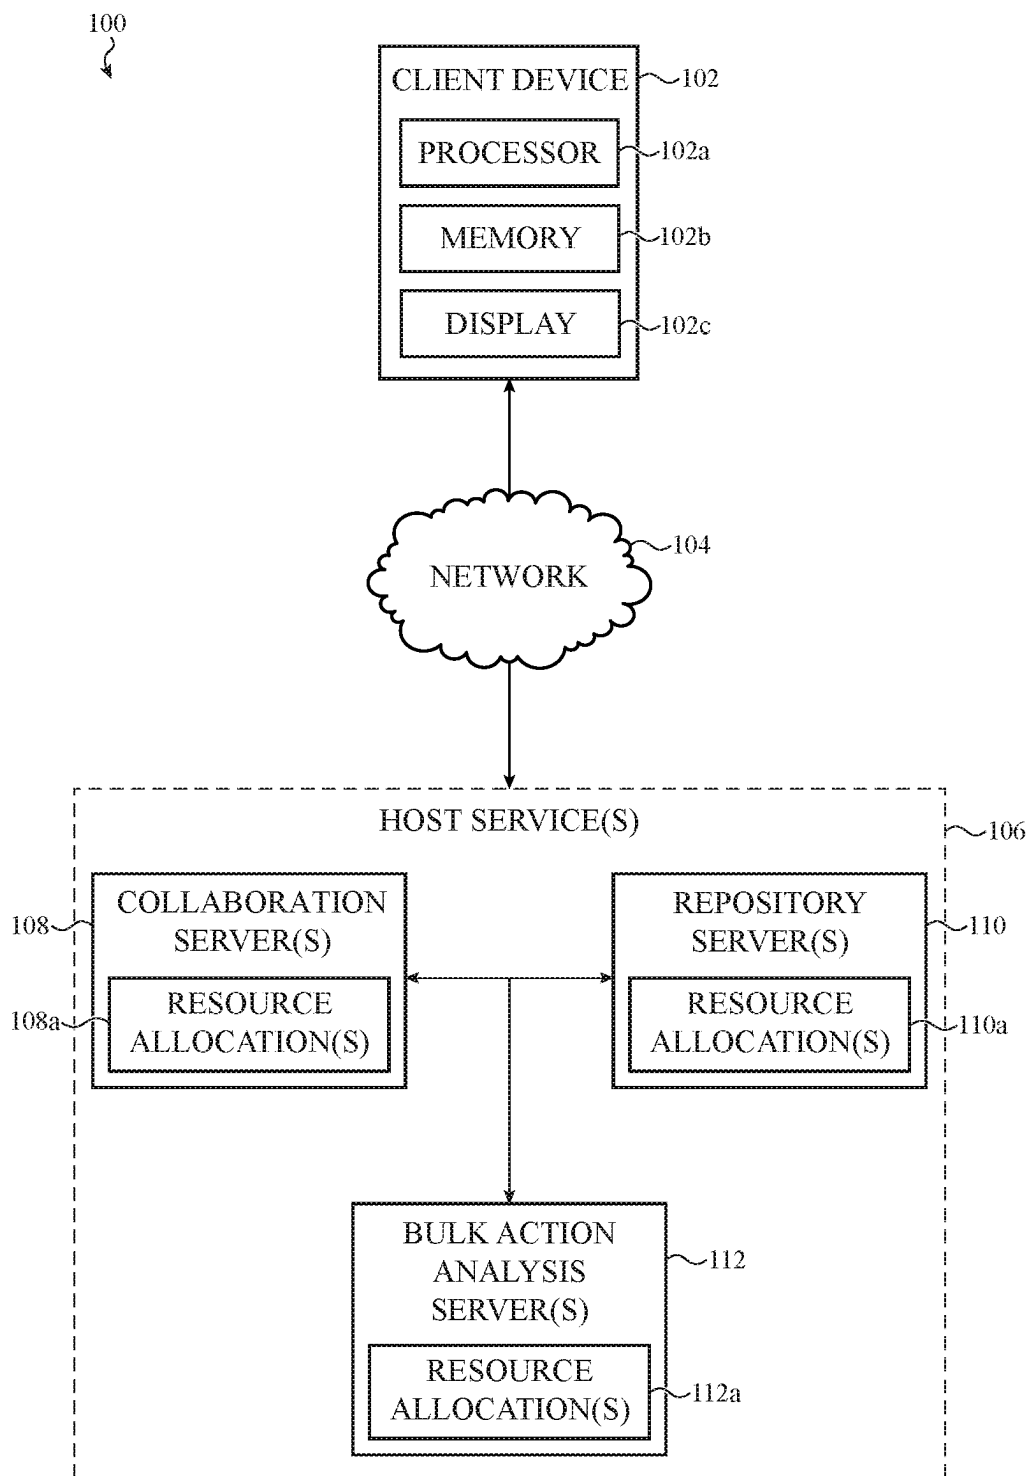 100
CLIENT DEVICE
102
PROCESSOR
102a
MEMORY
102b
DISPLAY
102c
NETWORK
104
HOST SERVICE(S)
106
COLLABORATION
SERVER(S)
108
RESOURCE
ALLOCATION(S)
108a
REPOSITORY
SERVER(S)
110
RESOURCE
ALLOCATION(S)
110a
BULK ACTION
ANALYSIS
SERVER(S)
112
RESOURCE
ALLOCATION(S)
112a